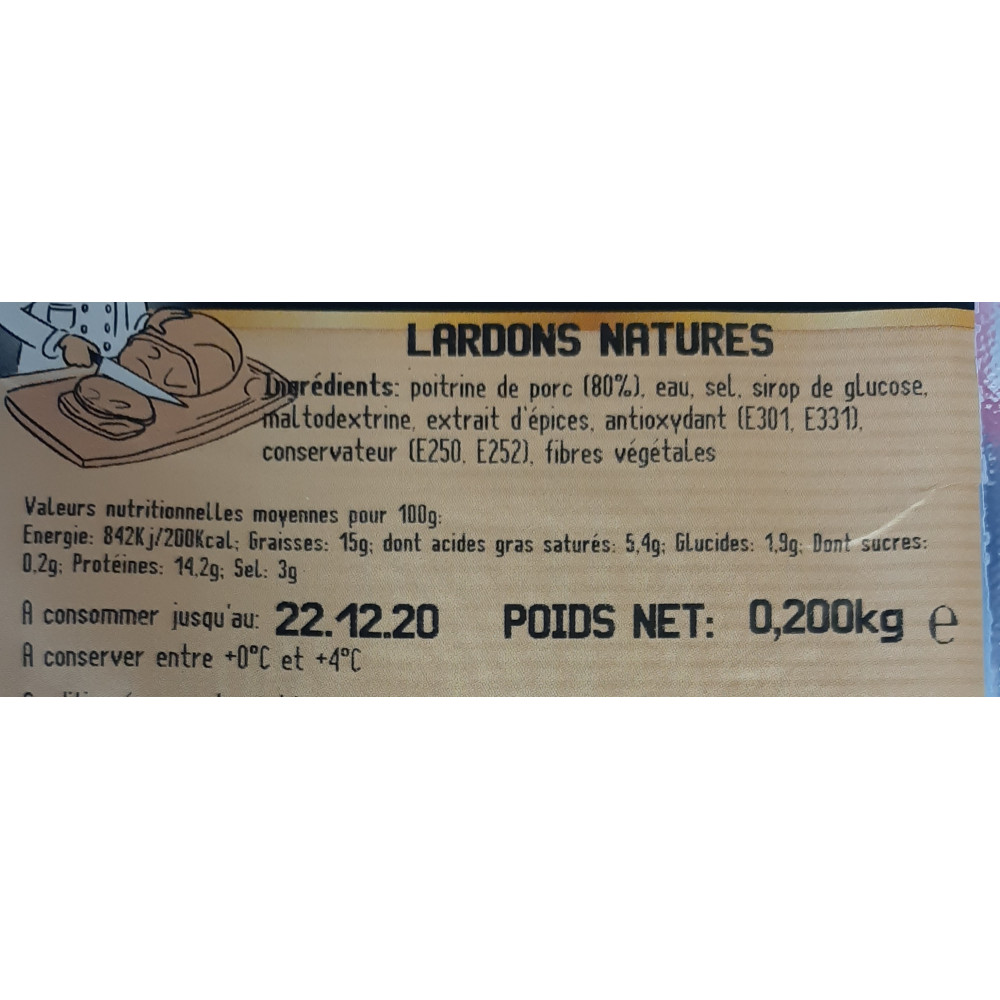 LARDONS NATURES
Ingrédients: poitrine de porc (80%), eau, sel, sirop de glucose,
maltodextrine, extrait d'épices, antioxydant (E301, E331),
conservateur (E250, E252), fibres végétales
Valeurs nutritionnelles moyennes pour 100g:
Energie: 842Kj/200Kcal; Graisses: 15g; dont acides gras saturés: 5,4g; Glucides: 1,9g; Dont sucres:
0,2g; Protéines: 14,2g; Sel: 3g
A consommer jusqu'au: 22.12.20 POIDS NET: 0,200kg e
A conserver entre +0°C et +4°C